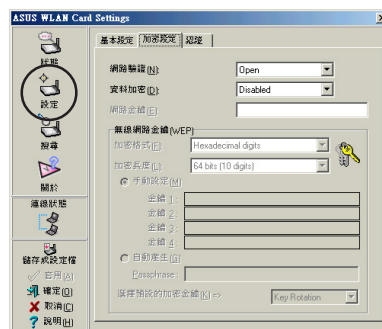 ASUS WLAN Card Settings
狀態
設定
搜尋
關於
連線狀態
儲存成設定檔
套用(A)
確定(O)
取消(C)
說明(H)
基本設定 加密設定 認證
網路驗證(N): Open
資料加密(D): Disabled
網路金鑰(E):
無線網路金鑰(WEP)
加密格式(F): Hexadecimal digits
加密長度(L): 64 bits (10 digits)
手動設定(M)
金鑰 1:
金鑰 2:
金鑰 3:
金鑰 4:
自動產生(G)
Passphrase:
選擇預設的加密金鑰(K) => Key Rotation